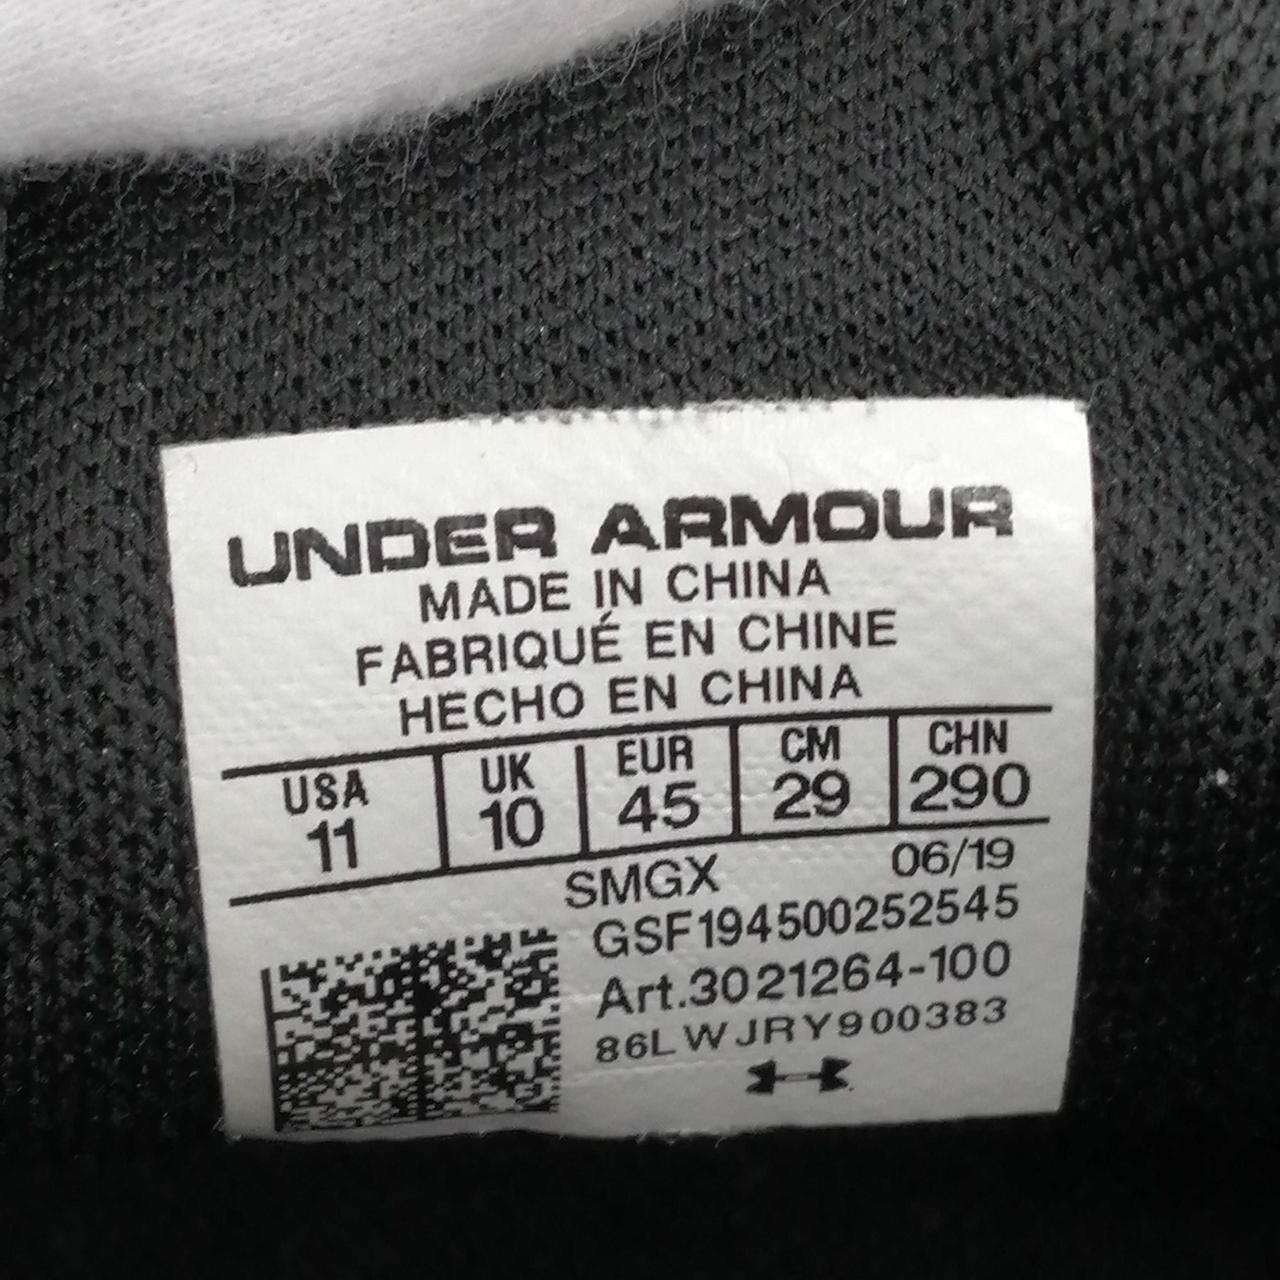 UNDER ARMOUR
MADE IN CHINA
FABRIQUÉ EN CHINE
HECHO EN CHINA
USA UK EUR CM CHN
11 10 45 29 290
SMGX 06/19
GSF194500252545
Art.3021264-100
86LWJRY900383